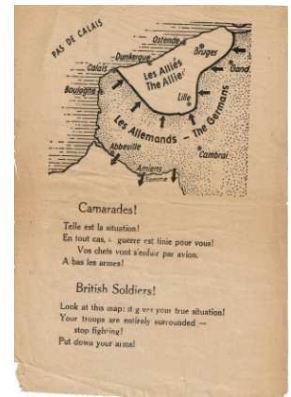 PAS DE CALAIS
Ostende
Bruges
Dunkerque
Calais
Gand
Les Alliés
The Allies
Boulogne
Lille
Les Allemands – The Germans
Abbeville
Cambrai
Amiens
Somme
Camarades!
Telle est la situation!
En tout cas, guerre est finie pour vous!
Vos chefs vont s'enfuir par avion.
A bas les armes!
British Soldiers!
Look at this map: it gives your true situation!
Your troops are entirely surrounded —
stop fighting!
Put down your arms!